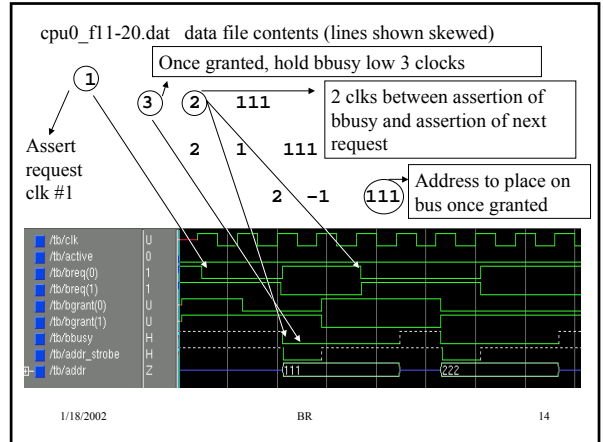 cpu0_f11-20.dat data file contents (lines shown skewed)
Once granted, hold bbusy low 3 clocks
1
3 2 111
2 clks between assertion of
bbusy and assertion of next
request
Assert
request
clk #1
2 1 111
2 -1 111
Address to place on
bus once granted
/tb/clk U
/tb/active 0
/tb/breq(0) 1
/tb/breq(1) 1
/tb/bgrant(0) U
/tb/bgrant(1) U
/tb/bbusy H
/tb/addr_strobe H
/tb/addr Z 111 222
1/18/2002 BR 14